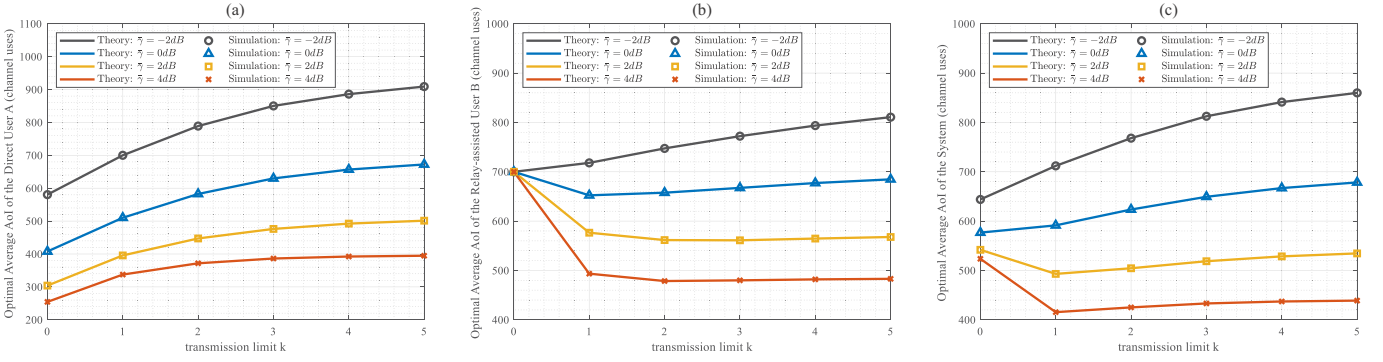 (a)
Optimal Average AoI of the Direct User A (channel uses)
1100
1000
900
800
700
600
500
400
300
200
Theory: γ̄ = −2dB
Theory: γ̄ = 0dB
Theory: γ̄ = 2dB
Theory: γ̄ = 4dB
Simulation: γ̄ = −2dB
Simulation: γ̄ = 0dB
Simulation: γ̄ = 2dB
Simulation: γ̄ = 4dB
0 1 2 3 4 5
transmission limit k
(b)
Optimal Average AoI of the Relay-assisted User B (channel uses)
1000
900
800
700
600
500
400
Theory: γ̄ = −2dB
Theory: γ̄ = 0dB
Theory: γ̄ = 2dB
Theory: γ̄ = 4dB
Simulation: γ̄ = −2dB
Simulation: γ̄ = 0dB
Simulation: γ̄ = 2dB
Simulation: γ̄ = 4dB
0 1 2 3 4 5
transmission limit k
(c)
Optimal Average AoI of the System (channel uses)
1000
900
800
700
600
500
400
Theory: γ̄ = −2dB
Theory: γ̄ = 0dB
Theory: γ̄ = 2dB
Theory: γ̄ = 4dB
Simulation: γ̄ = −2dB
Simulation: γ̄ = 0dB
Simulation: γ̄ = 2dB
Simulation: γ̄ = 4dB
0 1 2 3 4 5
transmission limit k